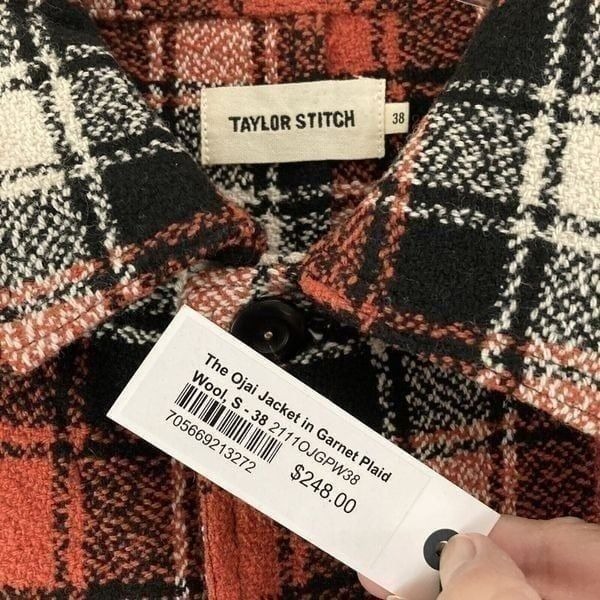 TAYLOR STITCH
38
The Ojai Jacket in Garnet Plaid
Wool, S - 38 2111OJGPW38
705669213272
$248.00